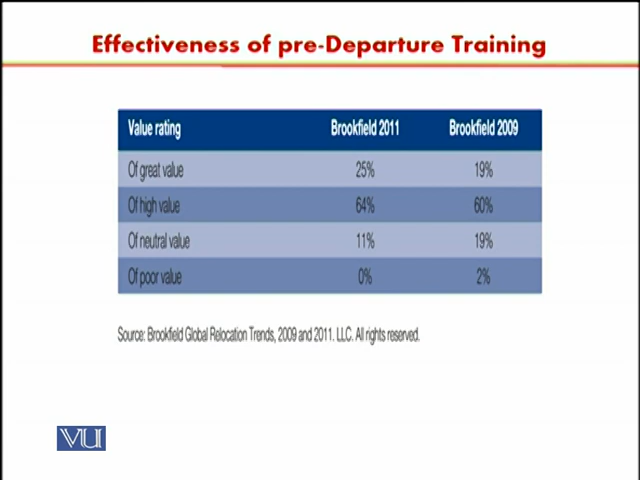 Effectiveness of pre-Departure Training
Value rating Brookfield 2011 Brookfield 2009
Of great value 25% 19%
Of high value 64% 60%
Of neutral value 11% 19%
Of poor value 0% 2%
Source: Brookfield Global Relocation Trends, 2009 and 2011. LLC. All rights reserved.
VU